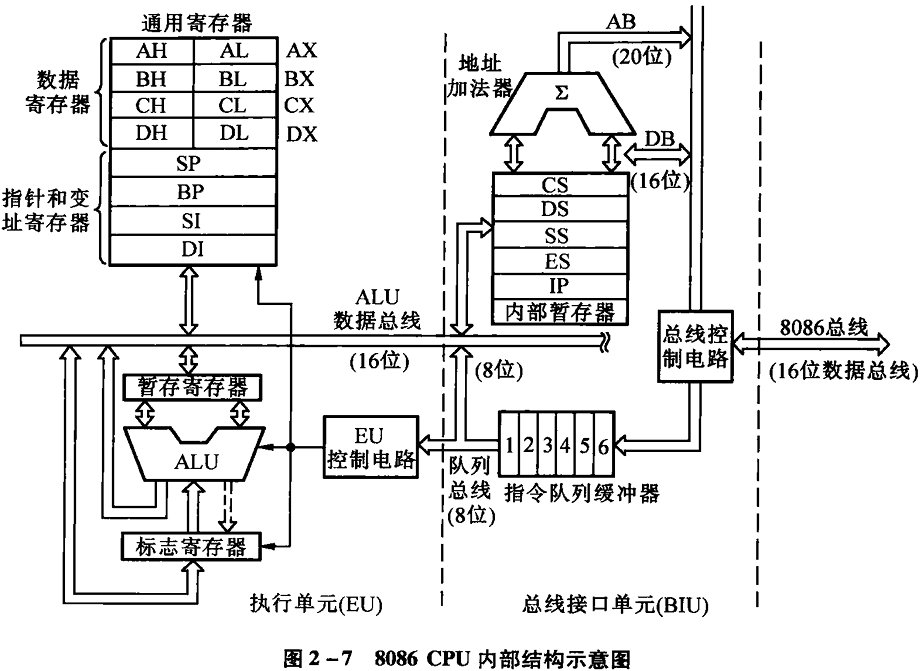 通用寄存器
AH AL AX
BH BL BX
CH CL CX
DH DL DX
数据
寄存器
SP
BP
SI
DI
指针和变
址寄存器
AB
(20位)
地址
加法器
Σ
DB
(16位)
CS
DS
SS
ES
IP
内部暂存器
ALU
数据总线
(16位)
(8位)
总线控
制电路
8086总线
(16位数据总线)
暂存寄存器
ALU
标志寄存器
EU
控制电路
队列
总线
(8位)
1 2 3 4 5 6
指令队列缓冲器
执行单元(EU)
总线接口单元(BIU)
图2-7 8086 CPU 内部结构示意图